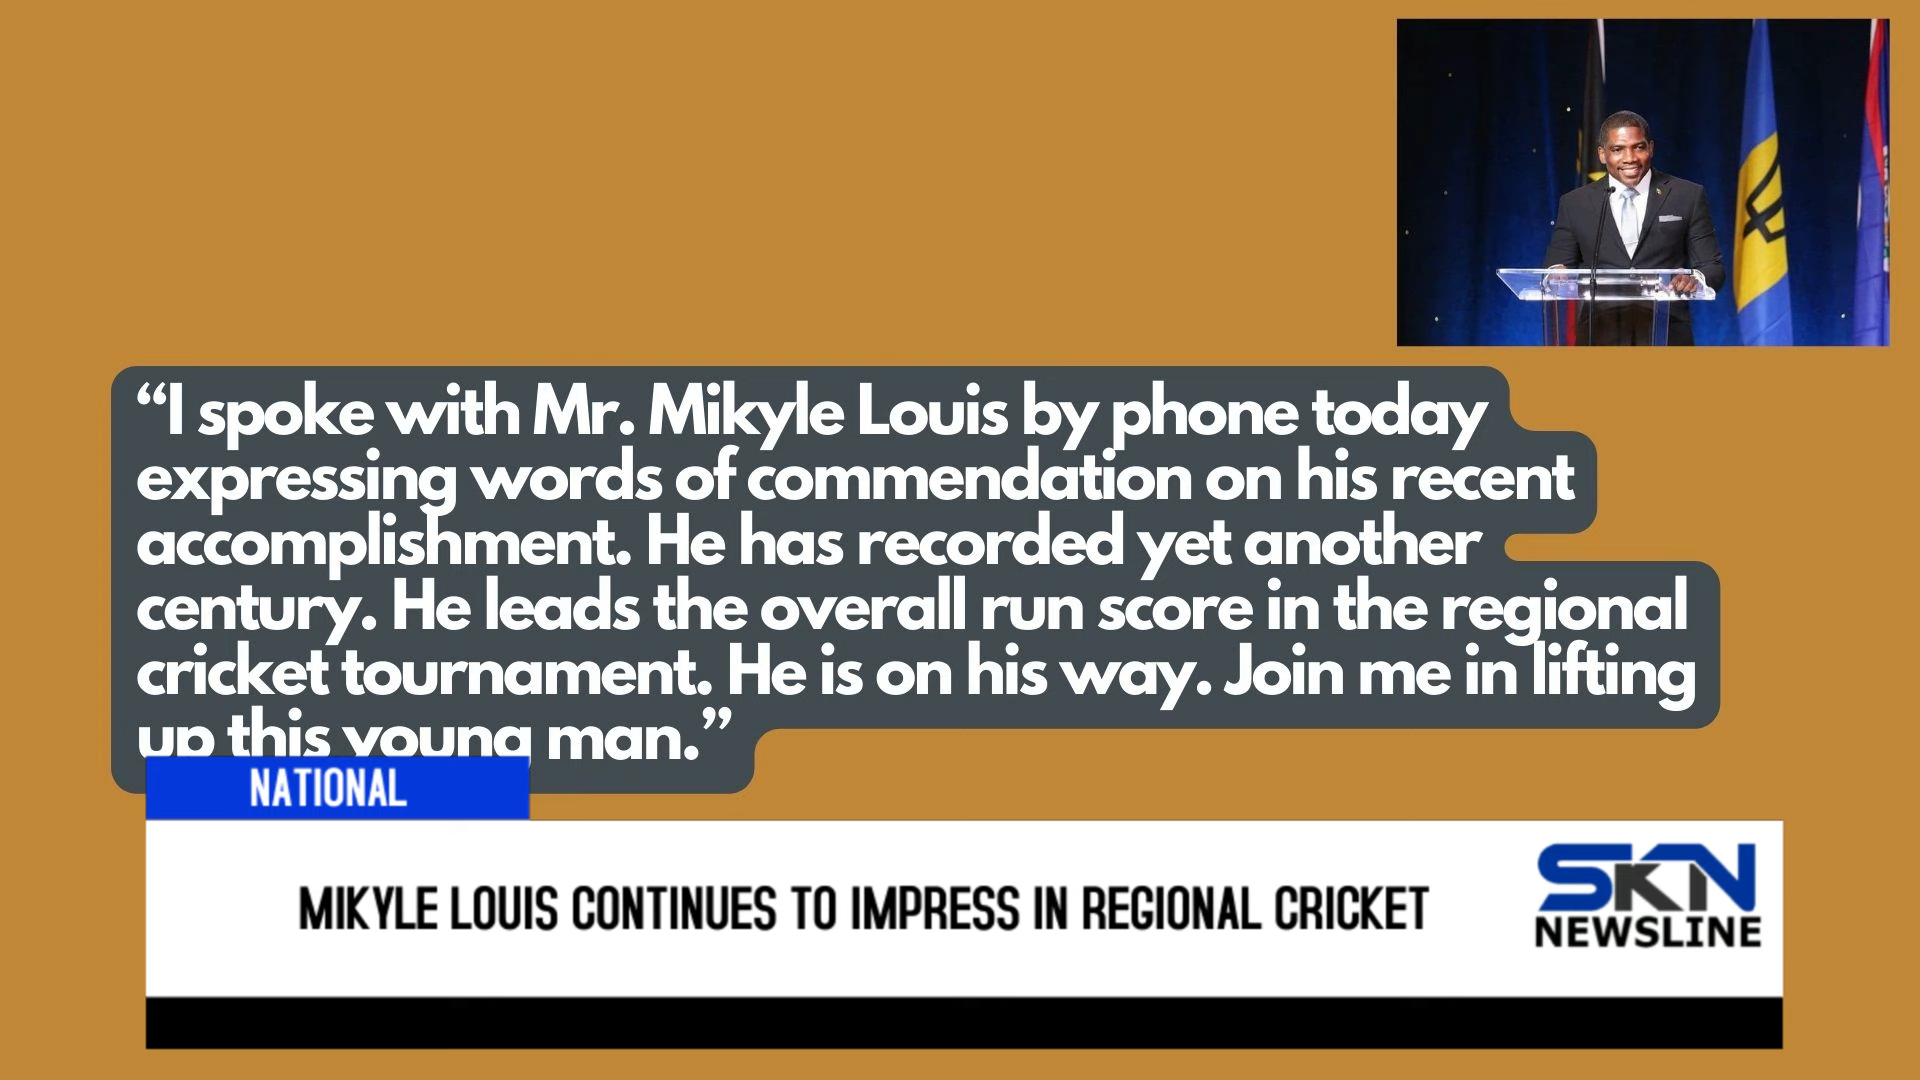 “I spoke with Mr. Mikyle Louis by phone today
expressing words of commendation on his recent
accomplishment. He has recorded yet another
century. He leads the overall run score in the regional
cricket tournament. He is on his way. Join me in lifting
up this young man.”
NATIONAL
MIKYLE LOUIS CONTINUES TO IMPRESS IN REGIONAL CRICKET
SKN
NEWSLINE